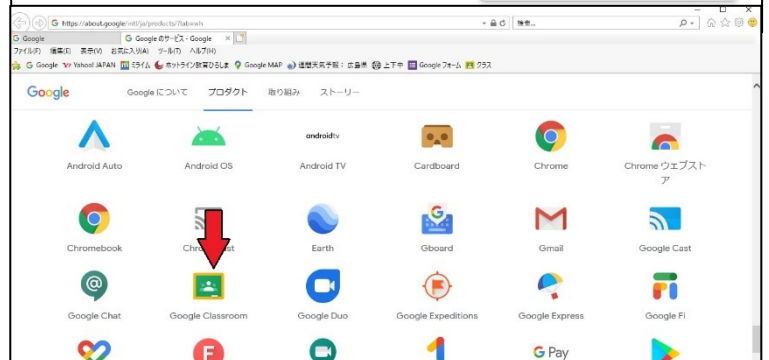 https://about.google/intl/ja/products/?tab=wh
検索...
G Google
G Google のサービス - Google
ファイル(F) 編集(E) 表示(V) お気に入り(A) ツール(T) ヘルプ(H)
G Google Yahoo! JAPAN ミライム ホットライン教育ひろしま Google MAP 道間天気予報: 広島県 上下中 Google フォーム クラス
Google Google について プロダクト 取り組み ストーリー
androidtv
Android Auto Android OS Android TV Cardboard Chrome Chrome ウェブストア
Chromebook Earth Gboard Gmail Google Cast
Google Chat Google Classroom Google Duo Google Expeditions Google Express Google Fi
G Pay